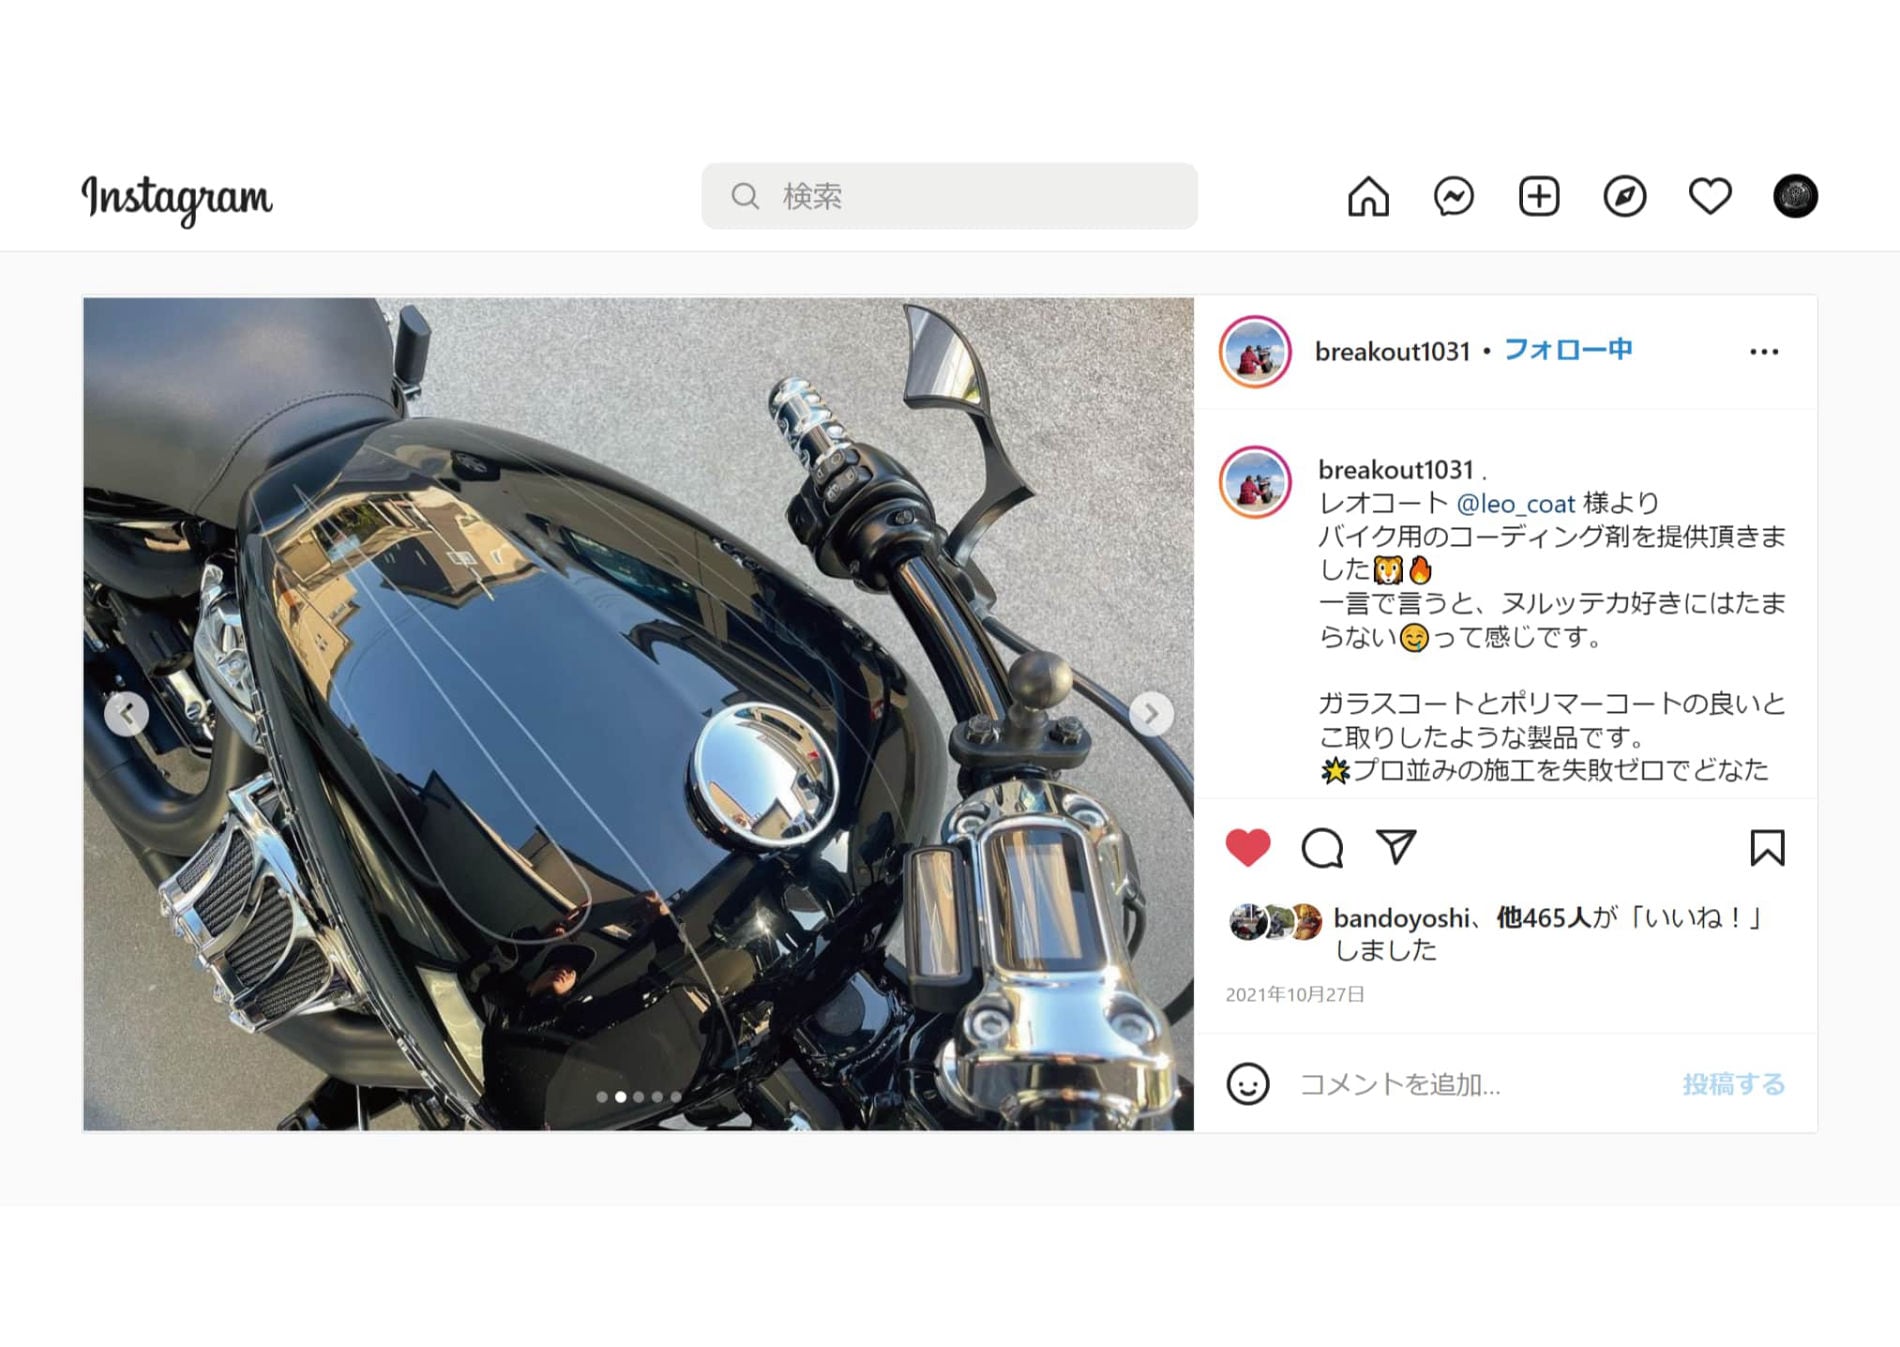 Instagram
検索
breakout1031 • フォロー中
breakout1031 .
レオコート @leo_coat 様より
バイク用のコーディング剤を提供頂きま
した🦁🔥
一言で言うと、ヌルッテカ好きにはたま
らない🤤って感じです。
ガラスコートとポリマーコートの良いと
こ取りしたような製品です。
🌟プロ並みの施工を失敗ゼロでどなた
bandoyoshi、他465人が「いいね！」
しました
2021年10月27日
コメントを追加... 投稿する